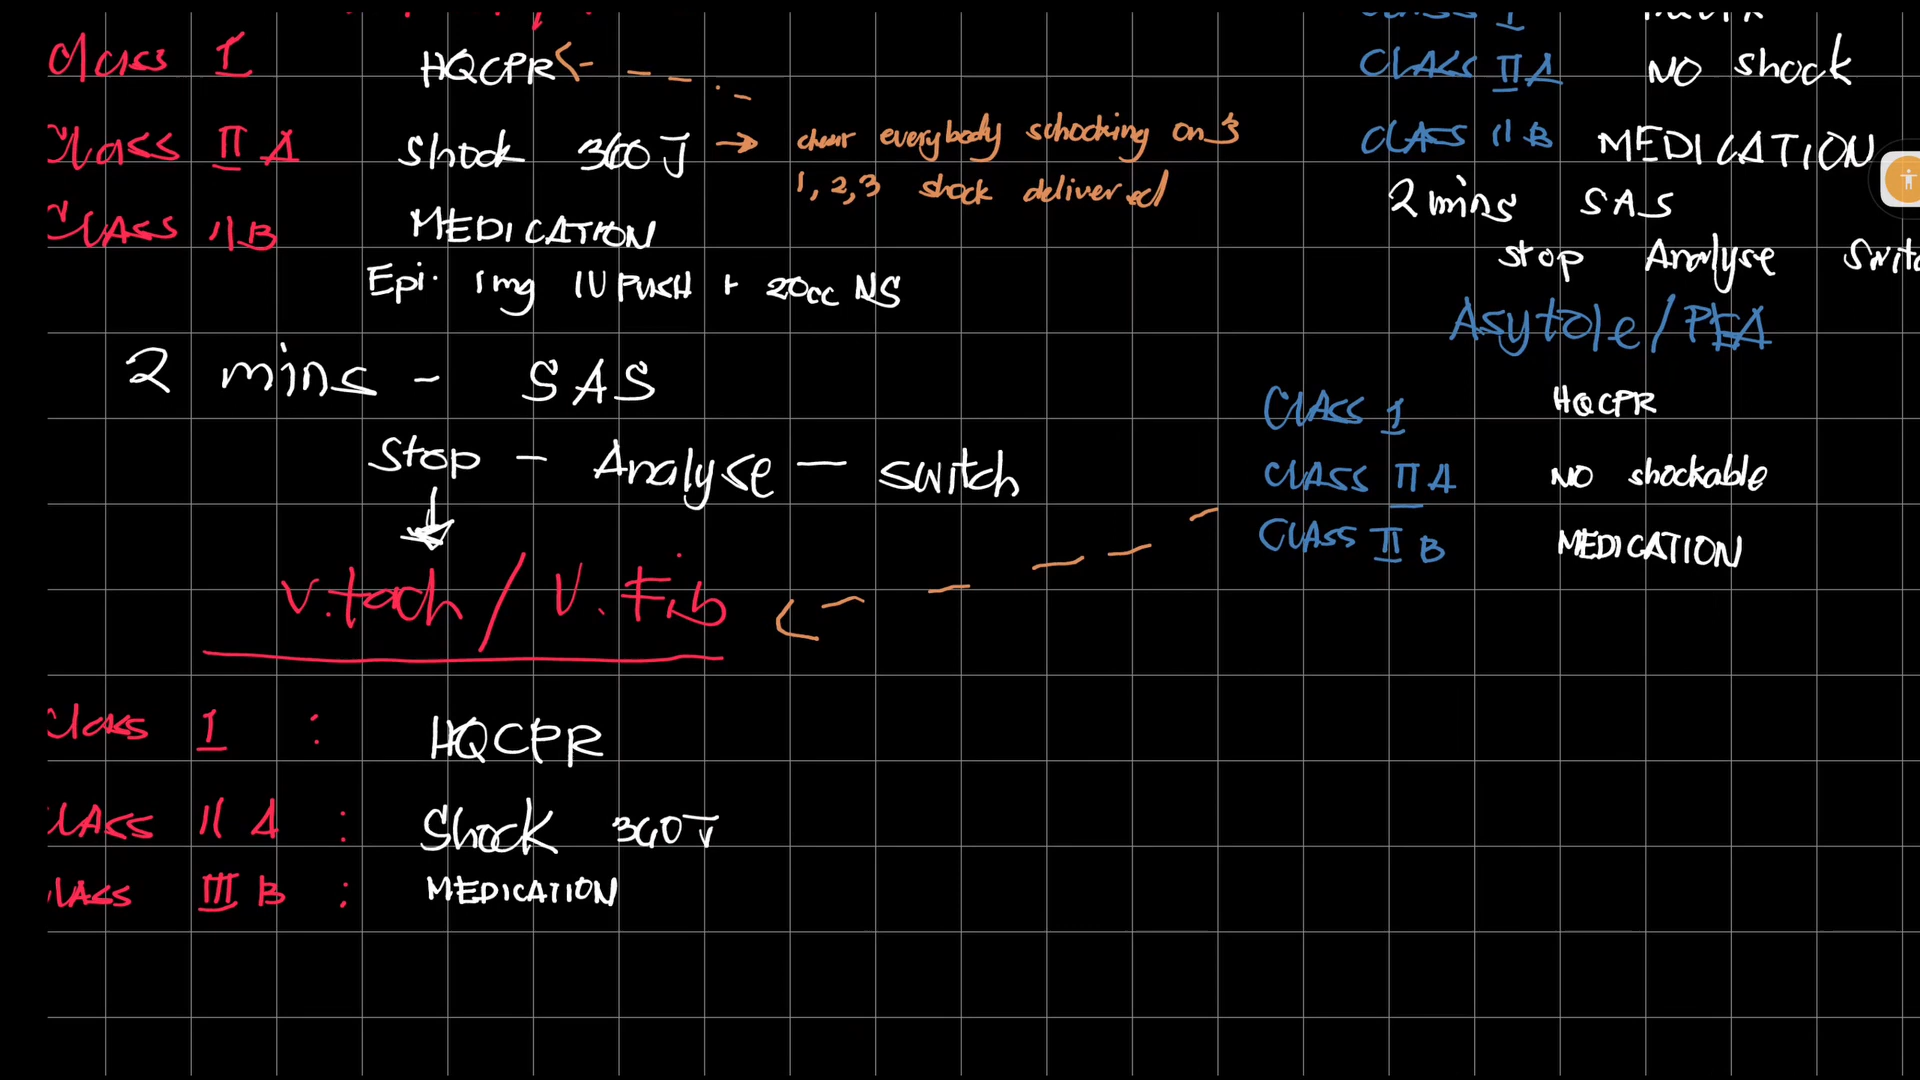 Class I HQCPR
Class II A Shock 360 J → clear everybody schocking on 3
1, 2, 3 shock delivered
CLASS II B MEDICATION
Epi. 1mg IV PUSH + 20cc NS
2 mins - SAS
Stop - Analyse - switch
V.tach / V.Fib
Class I : HQCPR
CLASS II A : Shock 360J
CLASS III B : MEDICATION
CLASS II A NO shock
CLASS II B MEDICATION
2 mins SAS
stop Analyse
Asytole / PEA
CLASS I HQCPR
CLASS II A NO shockable
CLASS II B MEDICATION